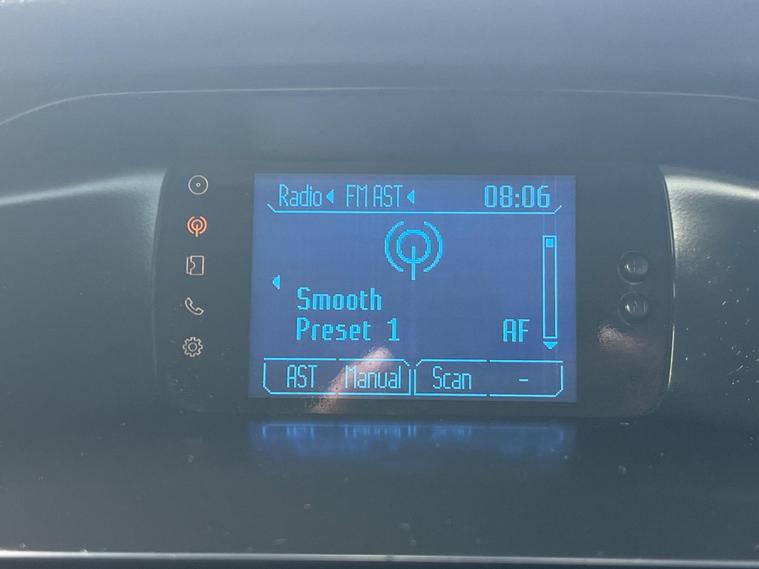 Radio FM AST 08:06
Smooth
Preset 1 AF
AST Manual Scan -